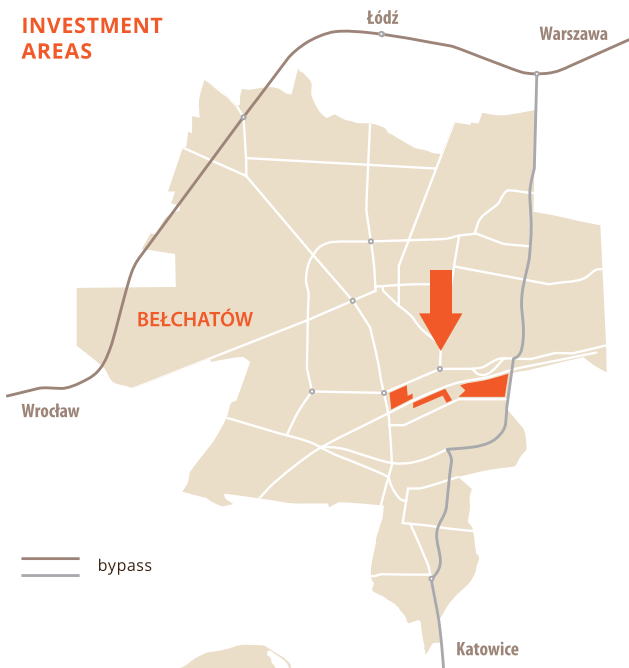 INVESTMENT
AREAS
Łódź
Warszawa
BEŁCHATÓW
Wrocław
bypass
Katowice